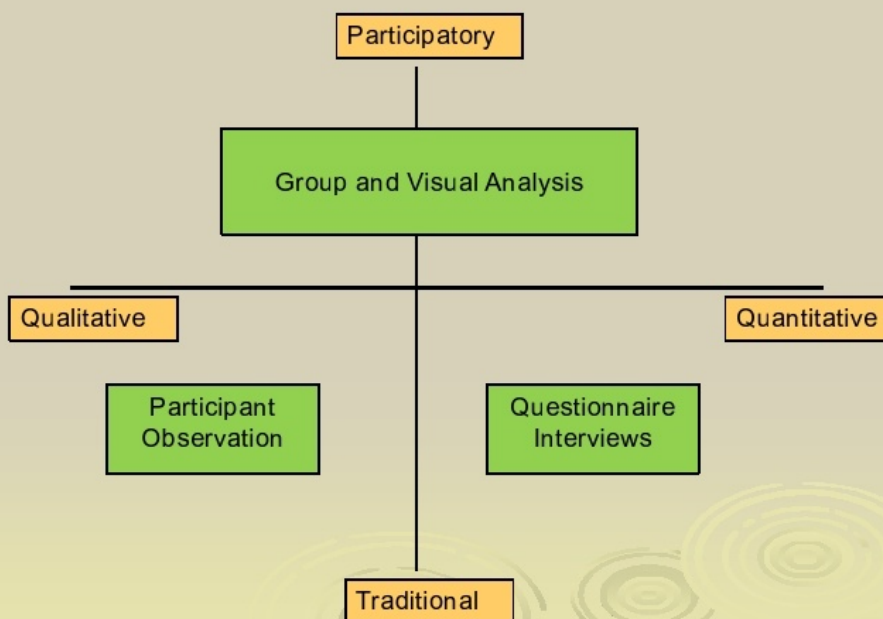 Participatory
Group and Visual Analysis
Qualitative
Quantitative
Participant
Observation
Questionnaire
Interviews
Traditional